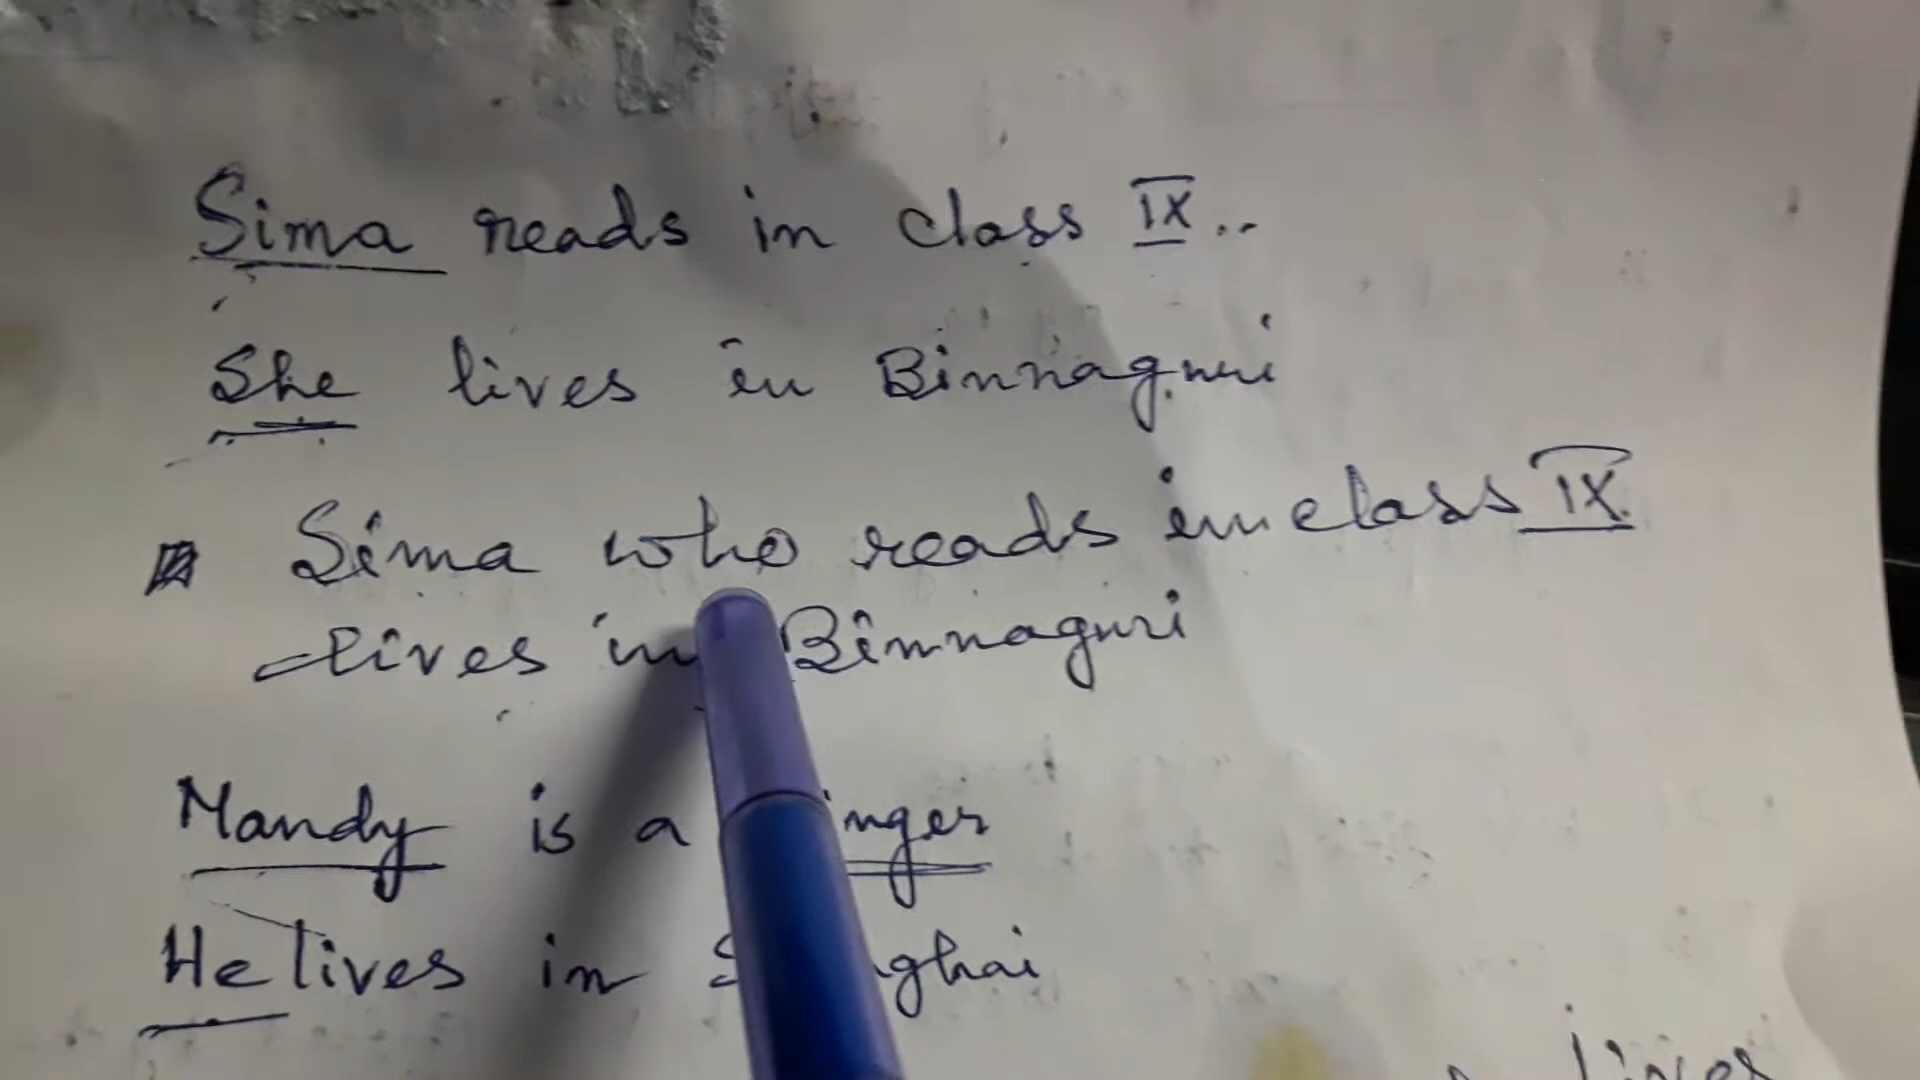 Sima reads in class IX..
She lives in Binnaguri
Sima who reads in class IX.
lives in Binnaguri
Mandy is a
He lives in
lives